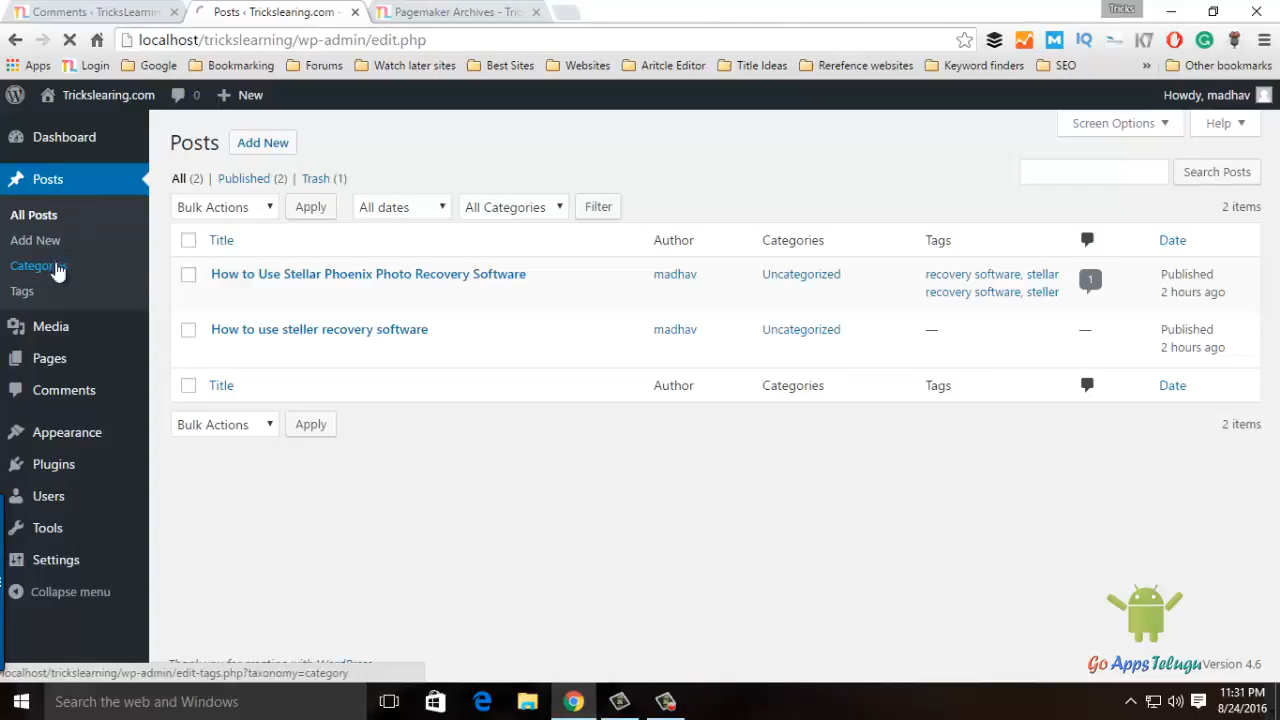 Comments ‹ TricksLearnin
Posts ‹ Trickslearing.com -
Pagemaker Archives - Tric
Tricks
localhost/trickslearning/wp-admin/edit.php
Apps
Login
Google
Bookmarking
Forums
Watch later sites
Best Sites
Websites
Aritcle Editor
Title Ideas
Rerefence websites
Keyword finders
SEO
»
Other bookmarks
Trickslearing.com
0
+ New
Howdy, madhav
Dashboard
Posts
All Posts
Add New
Categor
Tags
Media
Pages
Comments
Appearance
Plugins
Users
Tools
Settings
Collapse menu
Posts
Add New
Screen Options
Help
All (2) | Published (2) | Trash (1)
Search Posts
Bulk Actions
Apply
All dates
All Categories
Filter
2 items
Title
Author
Categories
Tags
Date
How to Use Stellar Phoenix Photo Recovery Software
madhav
Uncategorized
recovery software, stellar
recovery software, steller
1
Published
2 hours ago
How to use steller recovery software
madhav
Uncategorized
—
—
Published
2 hours ago
Title
Author
Categories
Tags
Date
Bulk Actions
Apply
2 items
Go Apps Telugu
Version 4.6
localhost/trickslearning/wp-admin/edit-tags.php?taxonomy=category
Search the web and Windows
11:31 PM
8/24/2016